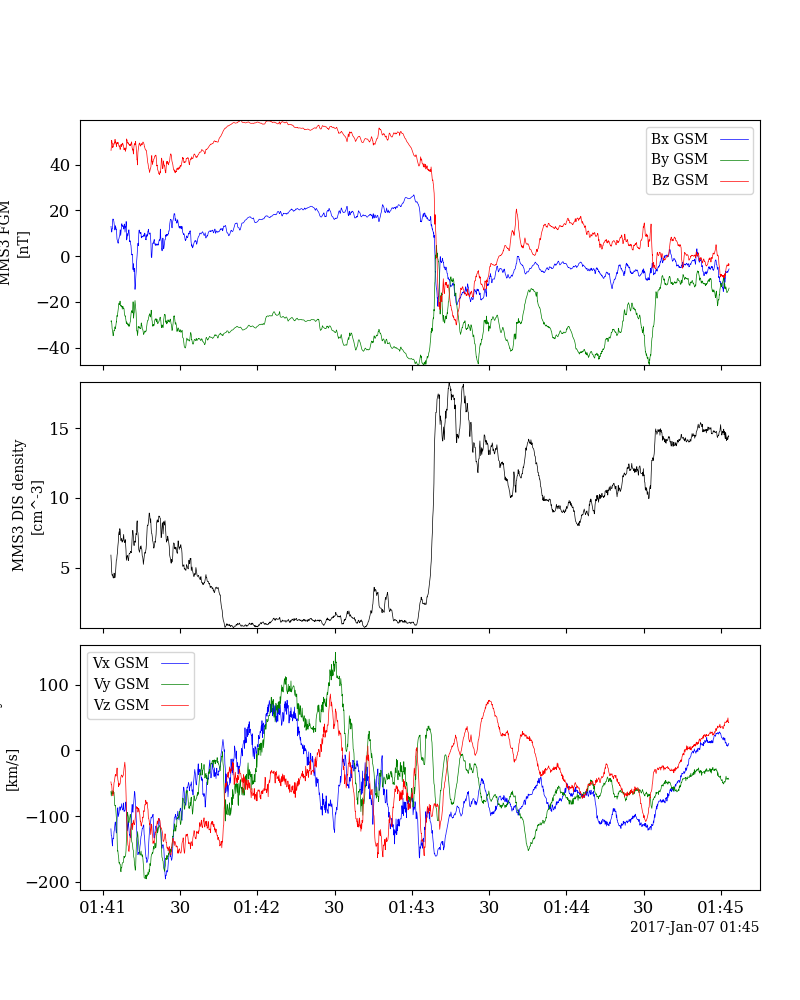 40
20
0
−20
−40
MMS3 FGM
[nT]
Bx GSM
By GSM
Bz GSM
15
10
5
MMS3 DIS density
[cm^-3]
100
0
−100
−200
[km/s]
Vx GSM
Vy GSM
Vz GSM
01:41
30
01:42
30
01:43
30
01:44
30
01:45
2017-Jan-07 01:45